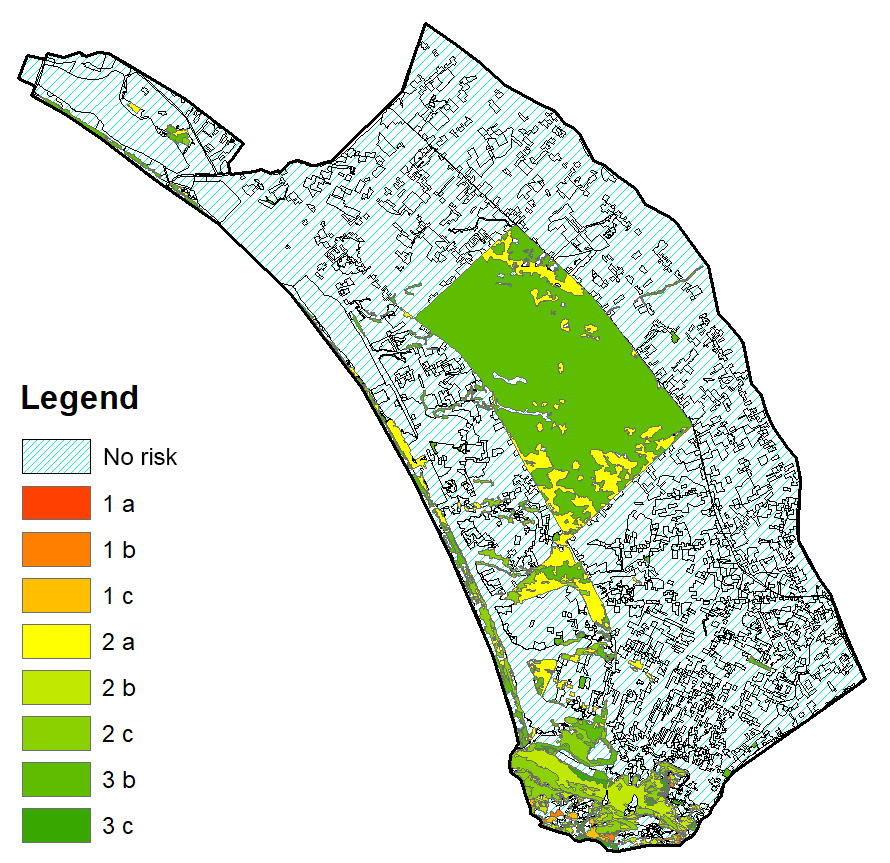 Legend
No risk
1 a
1 b
1 c
2 a
2 b
2 c
3 b
3 c